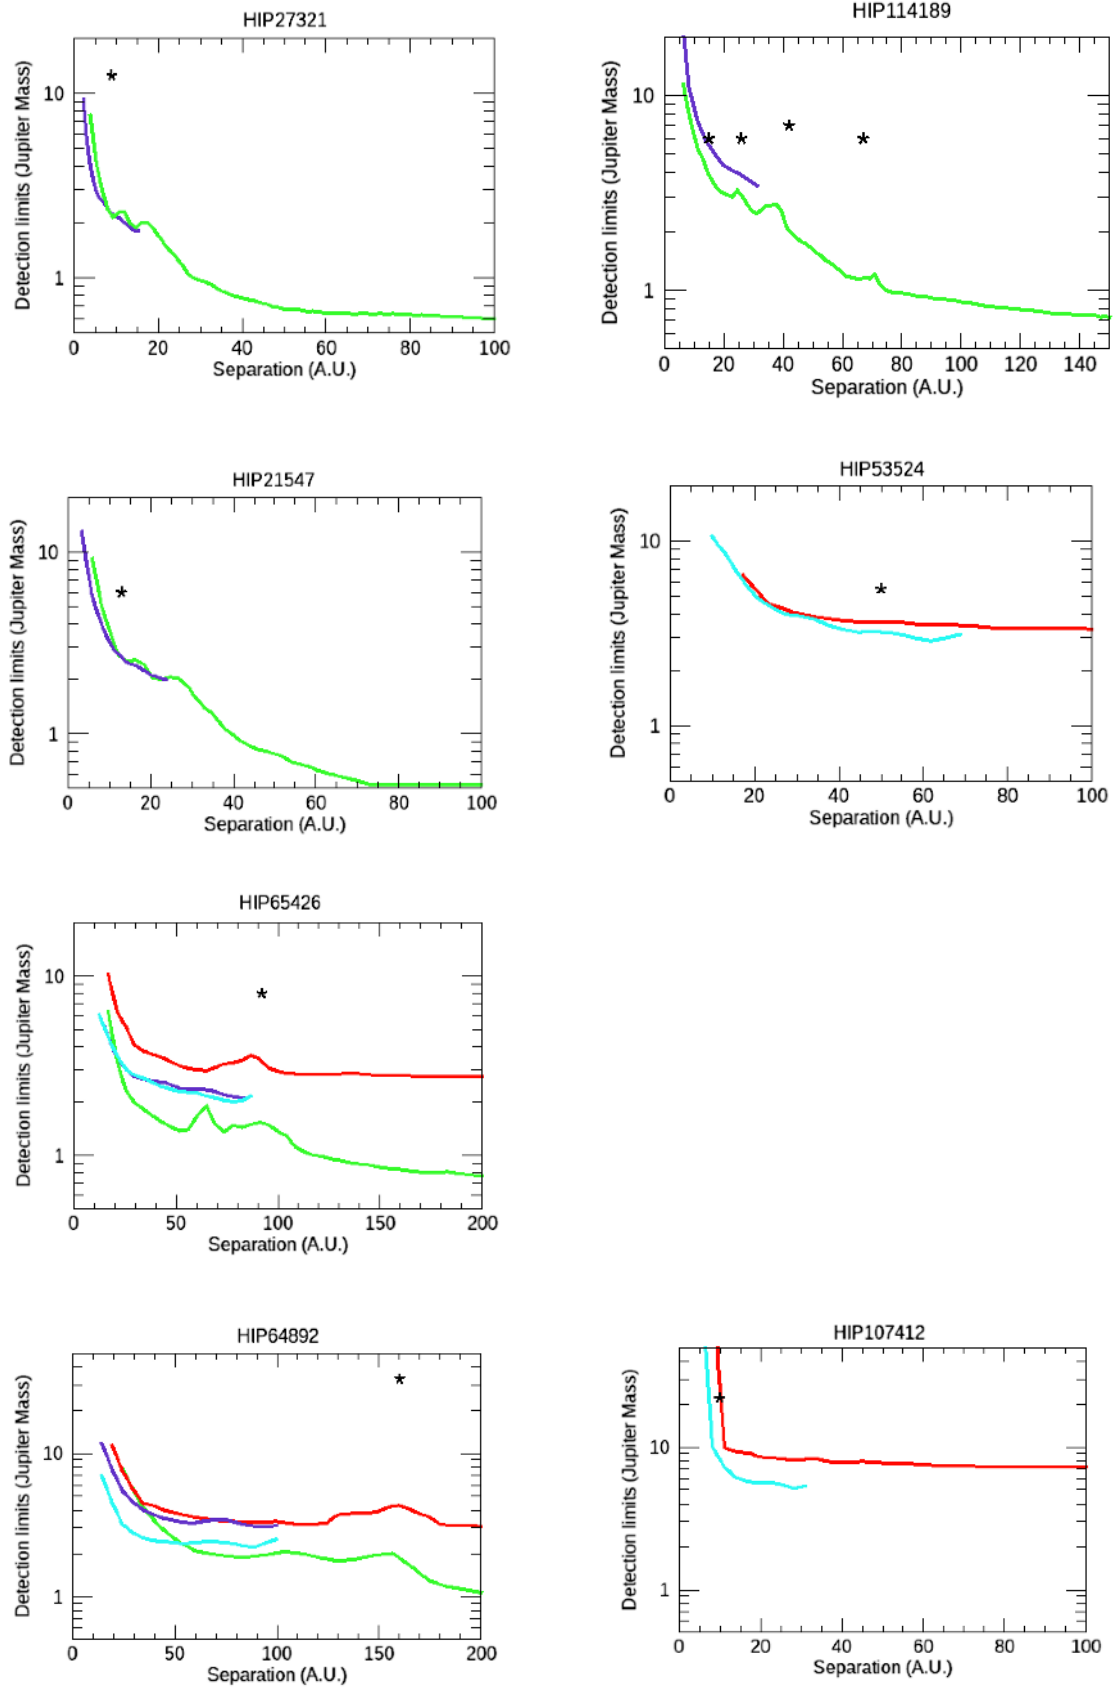 HIP27321
Detection limits (Jupiter Mass)
10
1
0 20 40 60 80 100
Separation (A.U.)
HIP114189
Detection limits (Jupiter Mass)
10
1
0 20 40 60 80 100 120 140
Separation (A.U.)
HIP21547
Detection limits (Jupiter Mass)
10
1
0 20 40 60 80 100
Separation (A.U.)
HIP53524
Detection limits (Jupiter Mass)
10
1
0 20 40 60 80 100
Separation (A.U.)
HIP65426
Detection limits (Jupiter Mass)
10
1
0 50 100 150 200
Separation (A.U.)
HIP64892
Detection limits (Jupiter Mass)
10
1
0 50 100 150 200
Separation (A.U.)
HIP107412
Detection limits (Jupiter Mass)
10
1
0 20 40 60 80 100
Separation (A.U.)